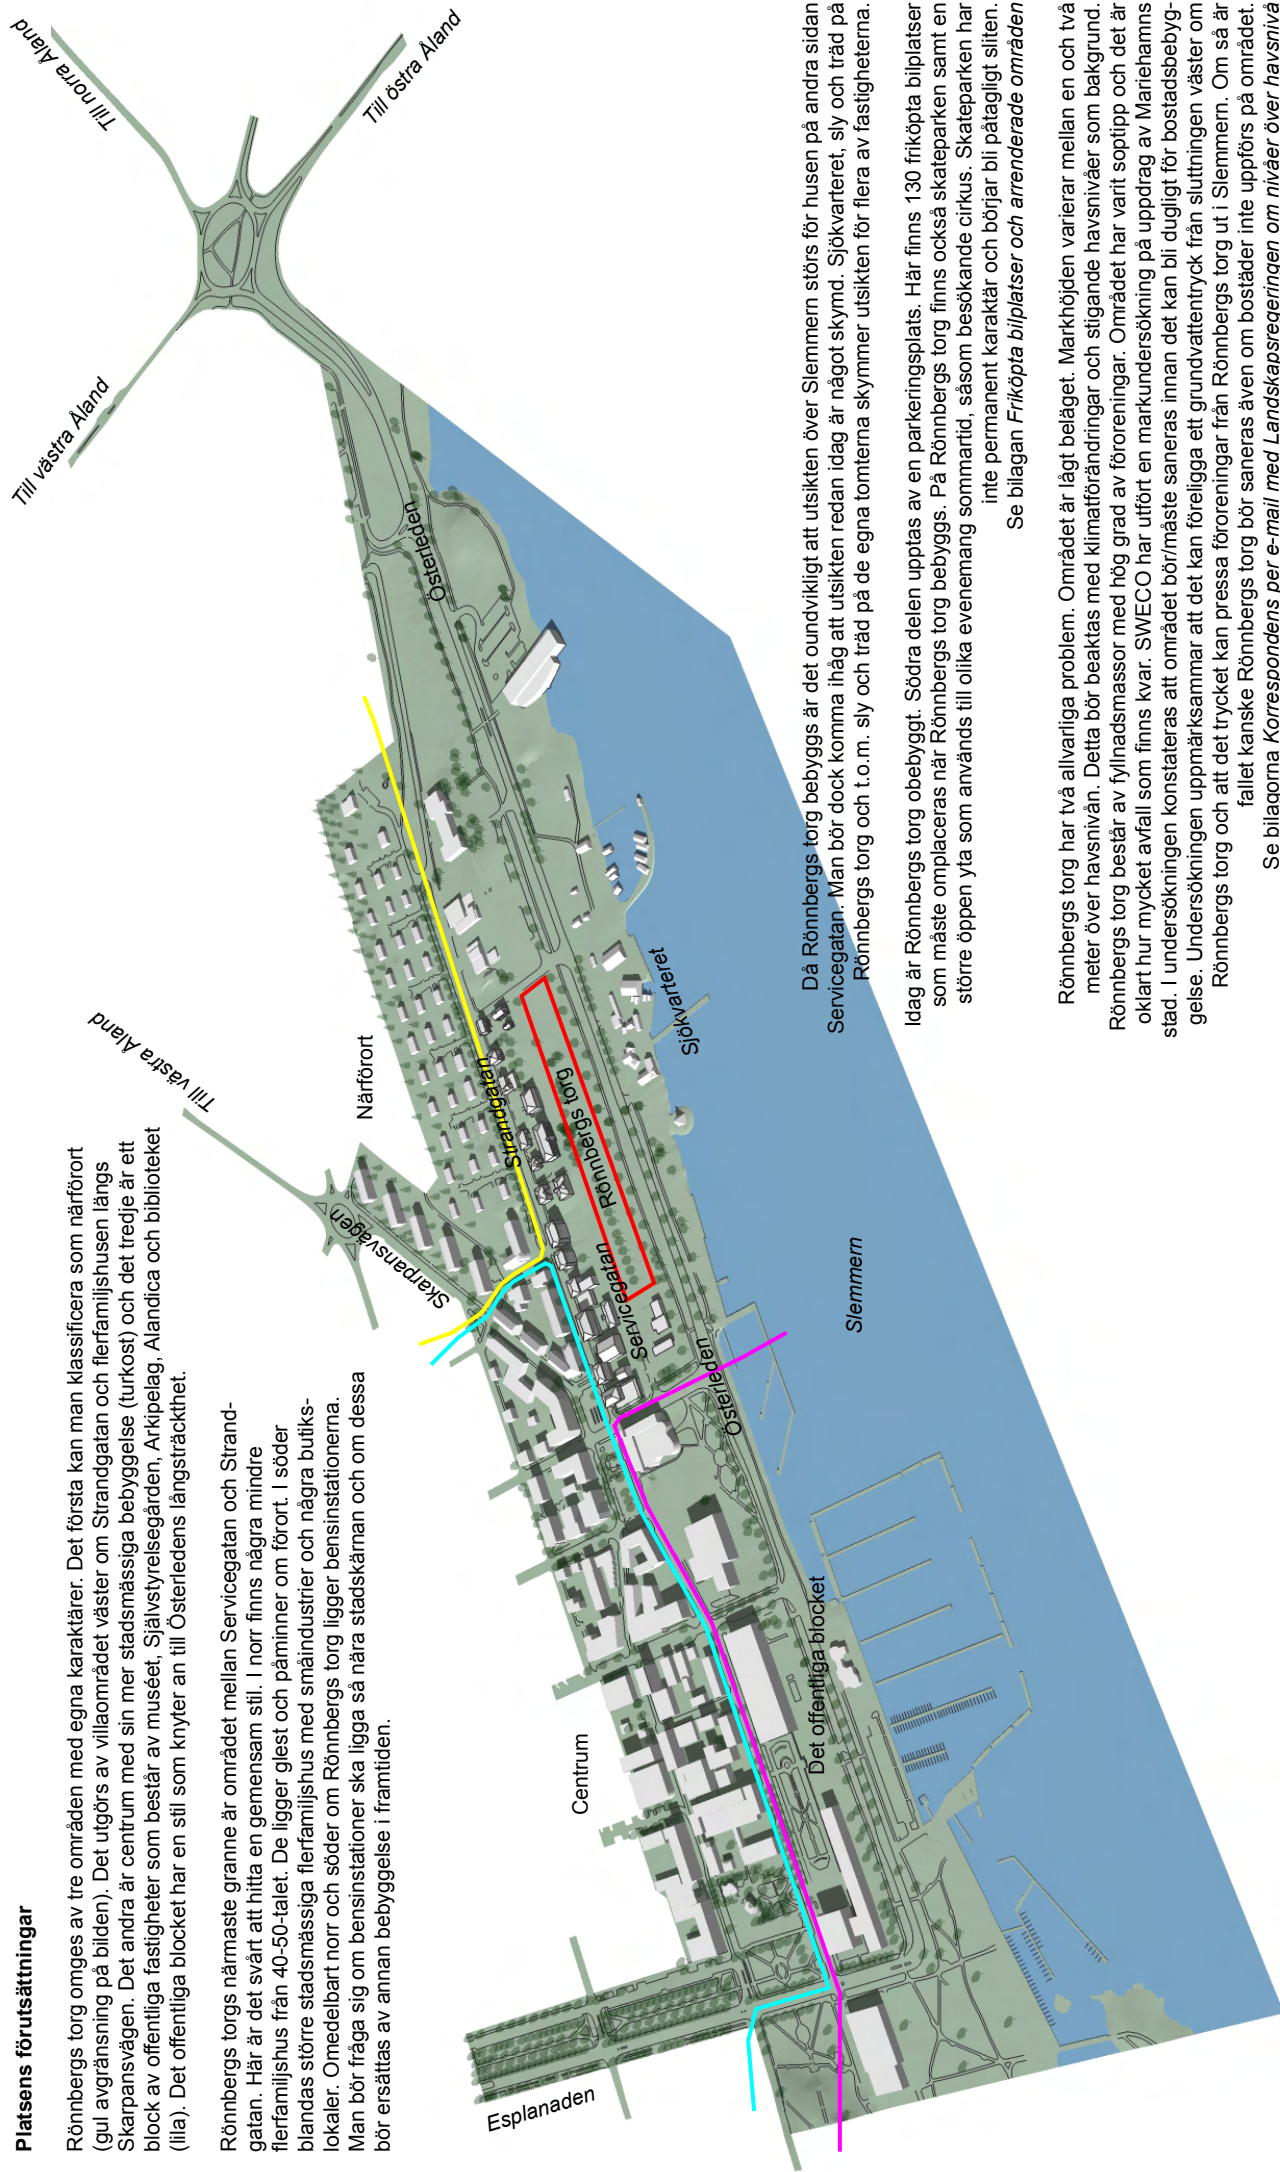 Platsens förutsättningar
Rönnbergs torg omges av tre områden med egna karaktärer. Det första kan man klassificera som närförort
(gul avgränsning på bilden). Det utgörs av villaområdet väster om Strandgatan och flerfamiljshusen längs
Skarpansvägen. Det andra är centrum med sin mer stadsmässiga bebyggelse (turkost) och det tredje är ett
block av offentliga fastigheter som består av muséet, Självstyrelsegården, Arkipelag, Alandica och biblioteket
(lila). Det offentliga blocket har en stil som knyter an till Österledens långsträckthet.
Rönnbergs torgs närmaste granne är området mellan Servicegatan och Strand-
gatan. Här är det svårt att hitta en gemensam stil. I norr finns några mindre
flerfamiljshus från 40-50-talet. De ligger glest och påminner om förort. I söder
blandas större stadsmässiga flerfamiljshus med småindustrier och några butiks-
lokaler. Omedelbart norr och söder om Rönnbergs torg ligger bensinstationerna.
Man bör fråga sig om bensinstationer ska ligga så nära stadskärnan och om dessa
bör ersättas av annan bebyggelse i framtiden.
Till norra Åland
Till östra Åland
Till västra Åland
Till västra Åland
Närförort
Skarpansvägen
Strandgatan
Österleden
Rönnbergs torg
Servicegatan
Sjökvarteret
Österleden
Slemmern
Centrum
Det offentliga blocket
Esplanaden
Då Rönnbergs torg bebyggs är det oundvikligt att utsikten över Slemmern störs för husen på andra sidan
Servicegatan. Man bör dock komma ihåg att utsikten redan idag är något skymd. Sjökvarteret, sly och träd på
Rönnbergs torg och t.o.m. sly och träd på de egna tomterna skymmer utsikten för flera av fastigheterna.
Idag är Rönnbergs torg obebyggt. Södra delen upptas av en parkeringsplats. Här finns 130 friköpta bilplatser
som måste omplaceras när Rönnbergs torg bebyggs. På Rönnbergs torg finns också skateparken samt en
större öppen yta som används till olika evenemang sommartid, såsom besökande cirkus. Skateparken har
inte permanent karaktär och börjar bli påtagligt sliten.
Se bilagan Friköpta bilplatser och arrenderade områden
Rönnbergs torg har två allvarliga problem. Området är lågt beläget. Markhöjden varierar mellan en och två
meter över havsnivån. Detta bör beaktas med klimatförändringar och stigande havsnivåer som bakgrund.
Rönnbergs torg består av fyllnadsmassor med hög grad av föroreningar. Området har varit soptipp och det är
oklart hur mycket avfall som finns kvar. SWECO har utfört en markundersökning på uppdrag av Mariehamns
stad. I undersökningen konstateras att området bör/måste saneras innan det kan bli dugligt för bostadsbebyg-
gelse. Undersökningen uppmärksammar att det kan föreligga ett grundvattentryck från sluttningen väster om
Rönnbergs torg och att det trycket kan pressa föroreningar från Rönnbergs torg ut i Slemmern. Om så är
fallet kanske Rönnbergs torg bör saneras även om bostäder inte uppförs på området.
Se bilagorna Korrespondens per e-mail med Landskapsregeringen om nivåer över havsnivå